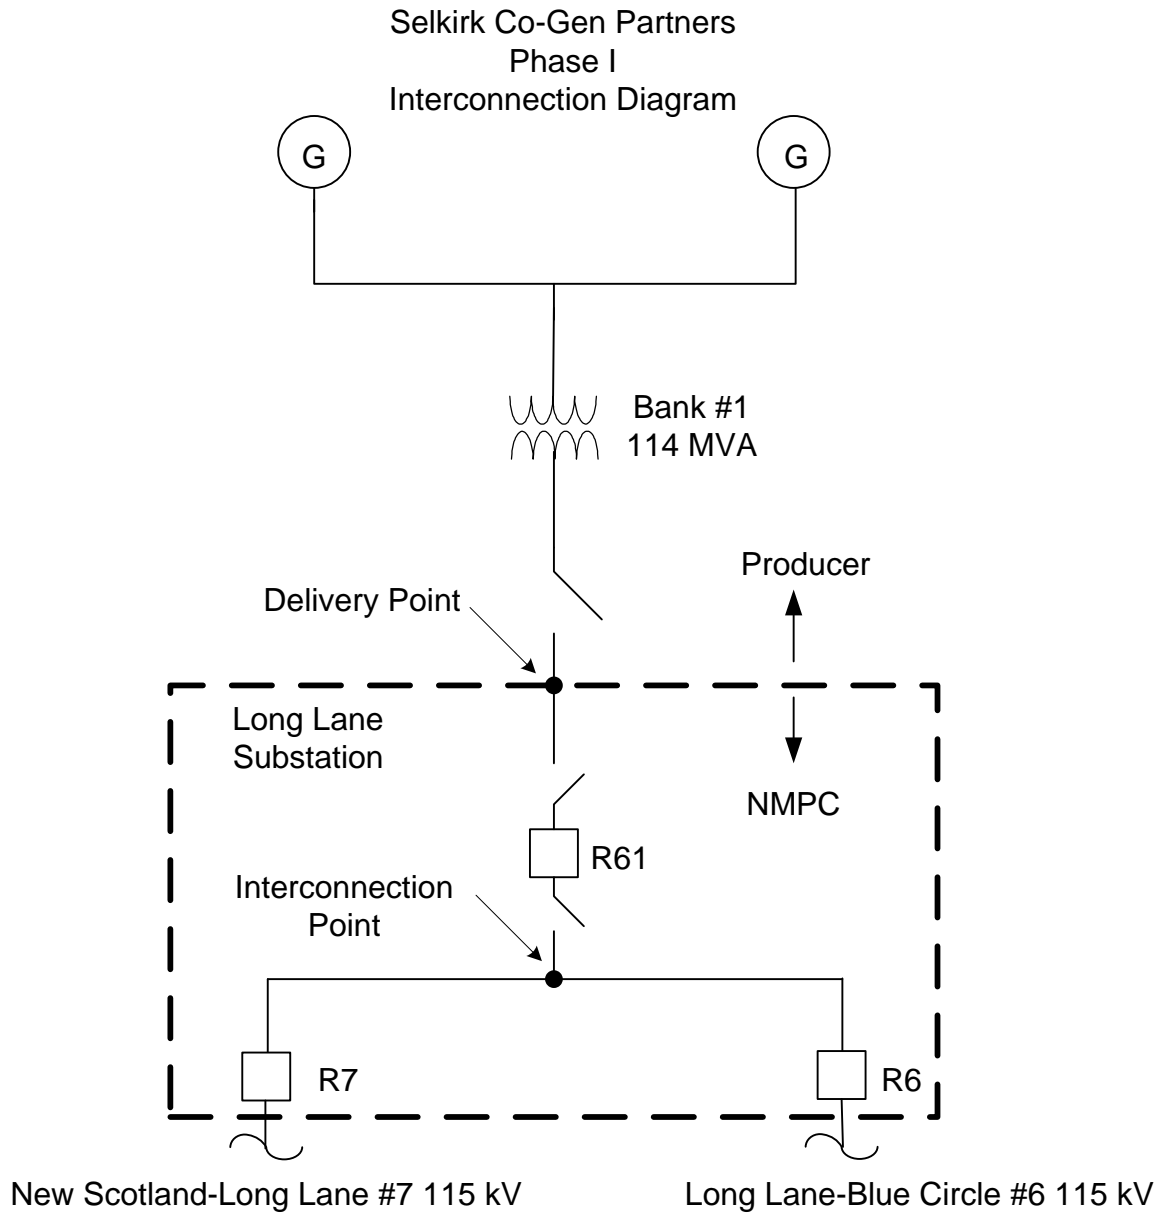 Selkirk Co-Gen Partners
Phase I
Interconnection Diagram
G
G
Bank #1
114 MVA
Producer
Delivery Point
Long Lane
Substation
NMPC
R61
Interconnection
Point
R7
R6
New Scotland-Long Lane #7 115 kV
Long Lane-Blue Circle #6 115 kV